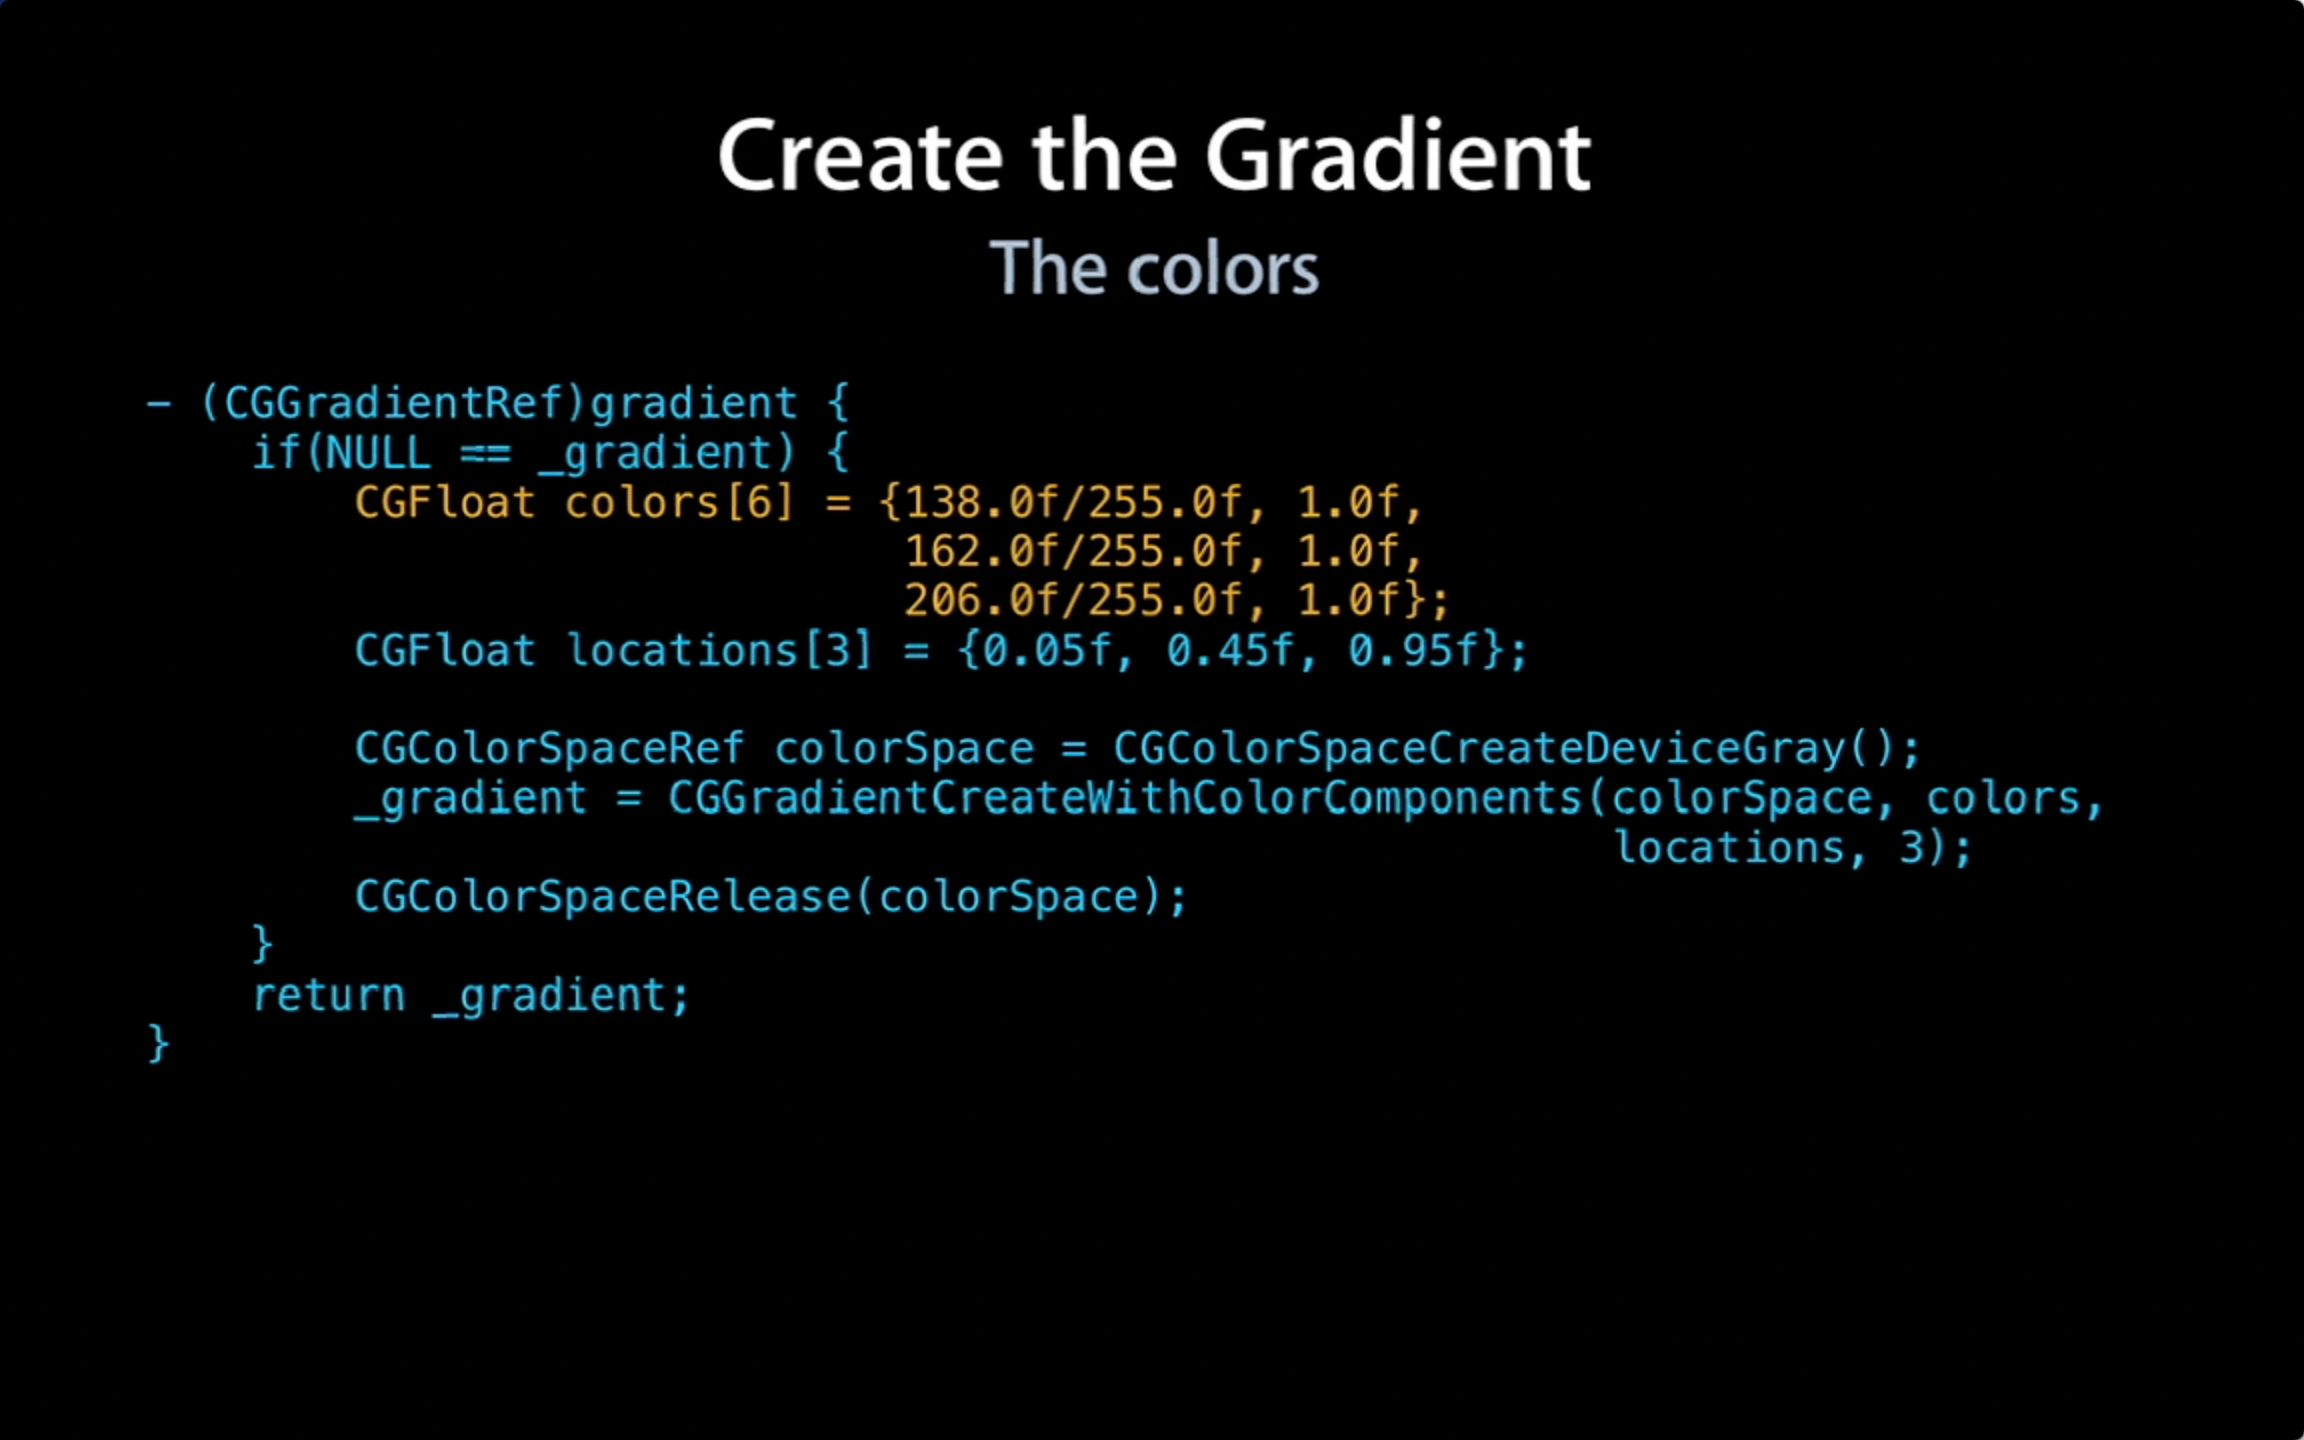 Create the Gradient
The colors
– (CGGradientRef)gradient {
    if(NULL == _gradient) {
        CGFloat colors[6] = {138.0f/255.0f, 1.0f,
                             162.0f/255.0f, 1.0f,
                             206.0f/255.0f, 1.0f};
        CGFloat locations[3] = {0.05f, 0.45f, 0.95f};
        CGColorSpaceRef colorSpace = CGColorSpaceCreateDeviceGray();
        _gradient = CGGradientCreateWithColorComponents(colorSpace, colors,
                                                        locations, 3);
        CGColorSpaceRelease(colorSpace);
    }
    return _gradient;
}